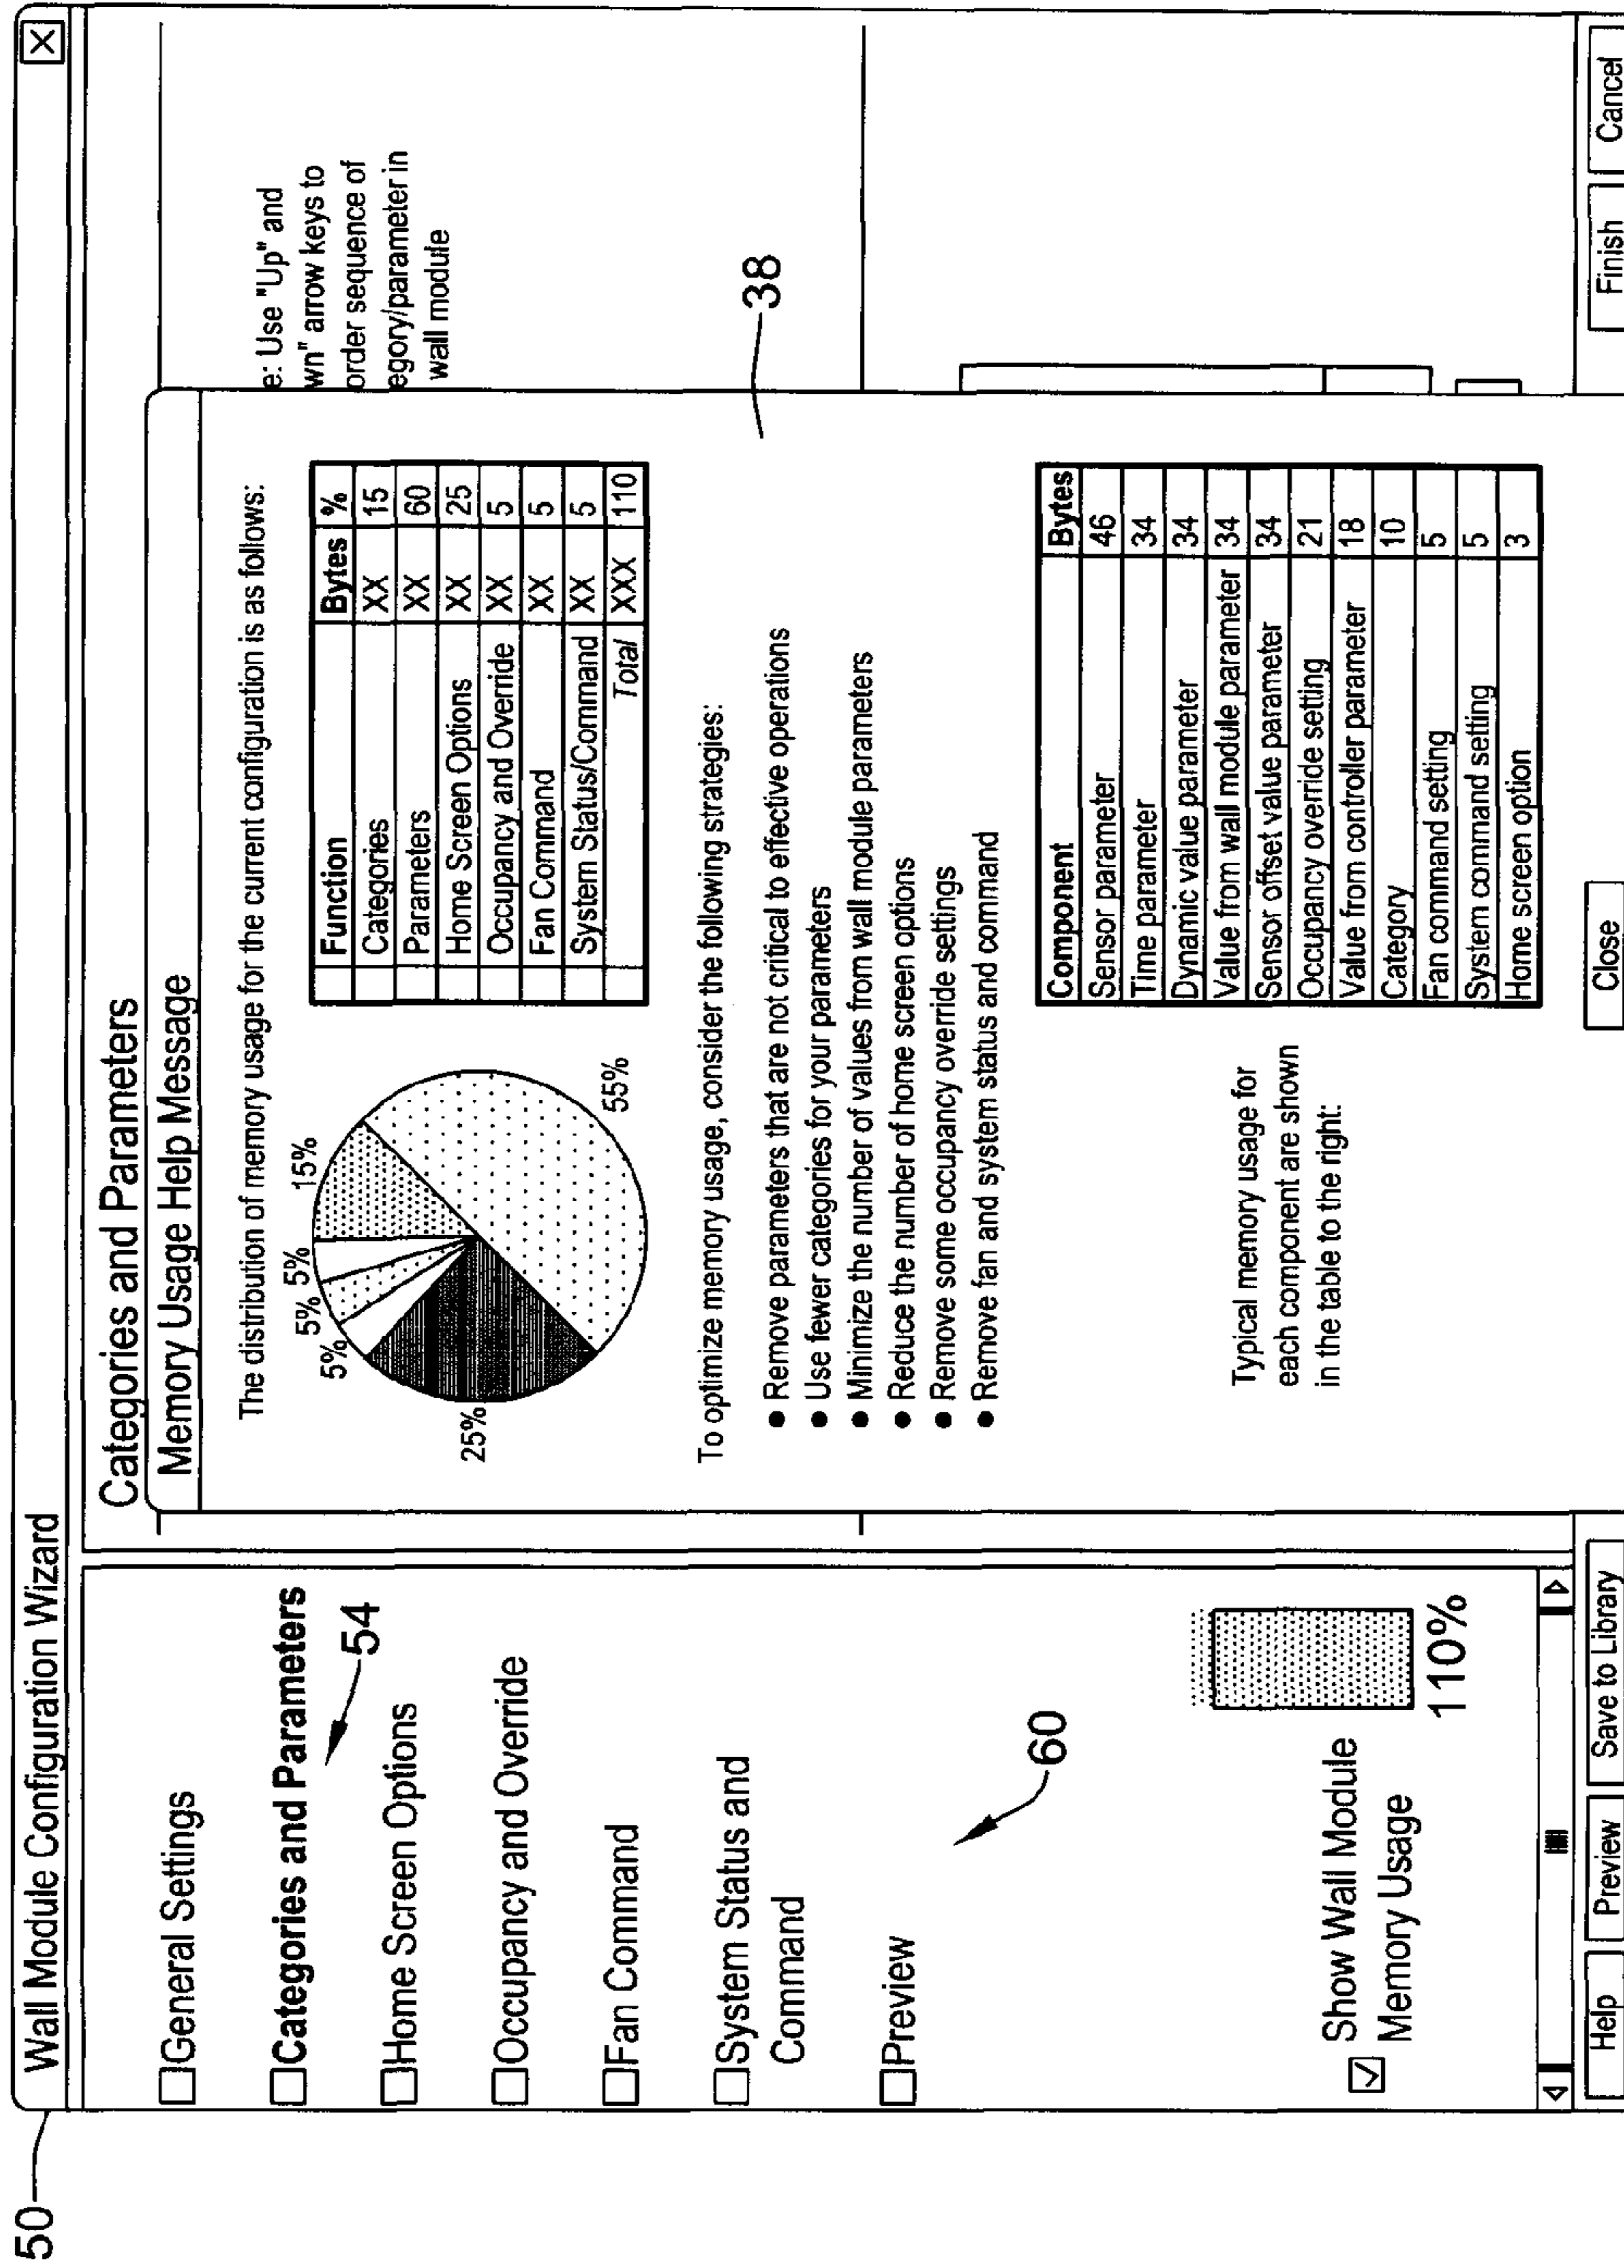 50
Wall Module Configuration Wizard
X
General Settings
Categories and Parameters
54
Home Screen Options
Occupancy and Override
Fan Command
System Status and
Command
Preview
60
Show Wall Module
Memory Usage
110%
Categories and Parameters
Memory Usage Help Message
The distribution of memory usage for the current configuration is as follows:
5%
5%
5%
15%
25%
55%
Function Bytes %
Categories XX 15
Parameters XX 60
Home Screen Options XX 25
Occupancy and Override XX 5
Fan Command XX 5
System Status/Command XX 5
Total XXX 110
To optimize memory usage, consider the following strategies:
● Remove parameters that are not critical to effective operations
● Use fewer categories for your parameters
● Minimize the number of values from wall module parameters
● Reduce the number of home screen options
● Remove some occupancy override settings
● Remove fan and system status and command
38
Typical memory usage for
each component are shown
in the table to the right:
Component Bytes
Sensor parameter 46
Time parameter 34
Dynamic value parameter 34
Value from wall module parameter 34
Sensor offset value parameter 34
Occupancy override setting 21
Value from controller parameter 18
Category 10
Fan command setting 5
System command setting 5
Home screen option 3
e: Use "Up" and
wn" arrow keys to
order sequence of
egory/parameter in
wall module
Help Preview Save to Library Close Finish Cancel